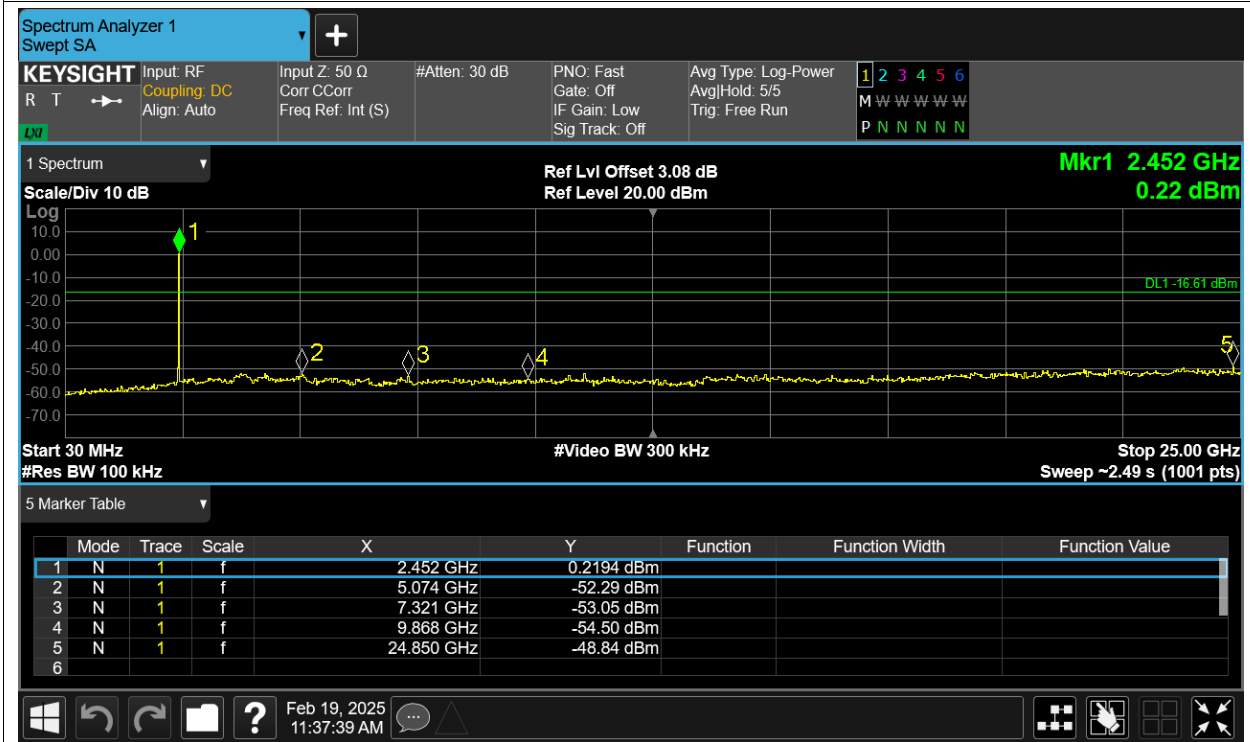 Spectrum Analyzer 1
Swept SA
+
KEYSIGHT Input: RF Input Z: 50 Ω #Atten: 30 dB PNO: Fast Avg Type: Log-Power 1 2 3 4 5 6
R T Coupling: DC Corr CCorr Gate: Off Avg|Hold: 5/5 M W W W W W
Align: Auto Freq Ref: Int (S) IF Gain: Low Trig: Free Run
LXI Sig Track: Off P N N N N N
1 Spectrum Ref Lvl Offset 3.08 dB Mkr1 2.452 GHz
Scale/Div 10 dB Ref Level 20.00 dBm 0.22 dBm
Log
10.0 1
0.00
-10.0
DL1 -16.61 dBm
-20.0
-30.0
-40.0 2 3 4 5
-50.0
-60.0
-70.0
Start 30 MHz #Video BW 300 kHz Stop 25.00 GHz
#Res BW 100 kHz Sweep ~2.49 s (1001 pts)
5 Marker Table
Mode Trace Scale X Y Function Function Width Function Value
1 N 1 f 2.452 GHz 0.2194 dBm
2 N 1 f 5.074 GHz -52.29 dBm
3 N 1 f 7.321 GHz -53.05 dBm
4 N 1 f 9.868 GHz -54.50 dBm
5 N 1 f 24.850 GHz -48.84 dBm
6
? Feb 19, 2025
11:37:39 AM